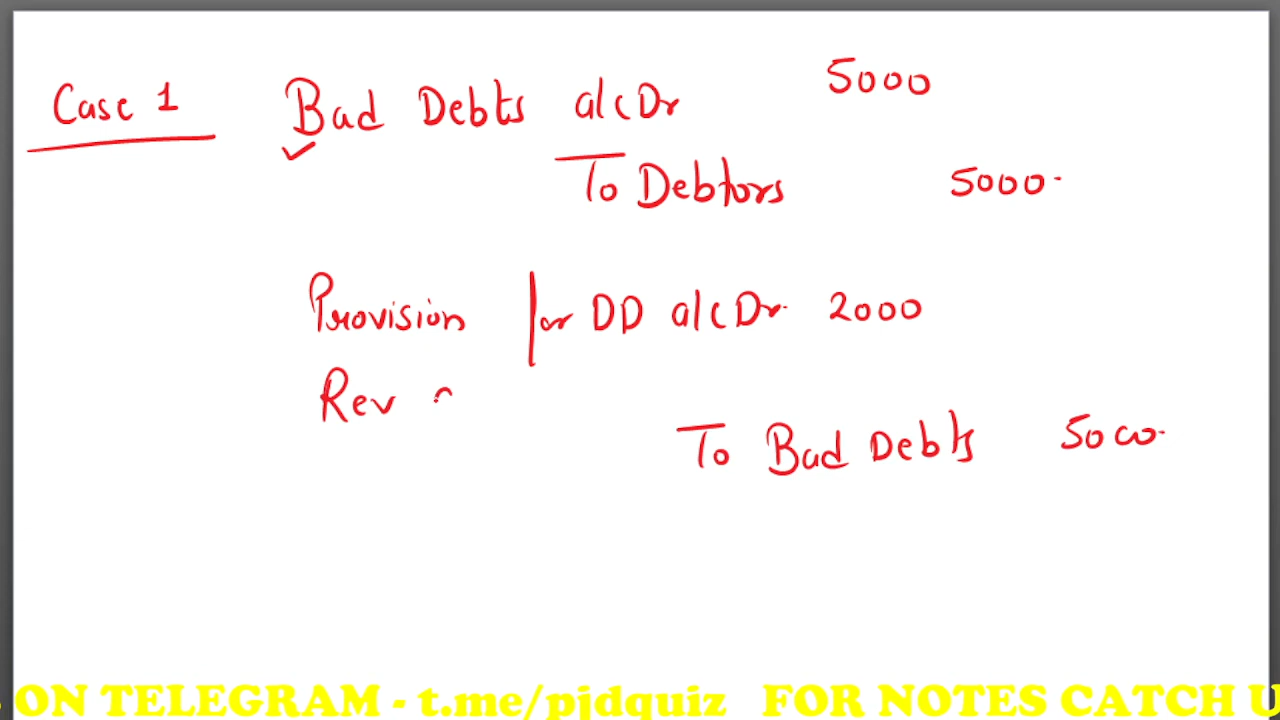 Case 1 Bad Debts a/c Dr 5000
To Debtors 5000
Provision for DD a/c Dr. 2000
Rev
To Bad Debts 5000
ON TELEGRAM - t.me/pjdquiz FOR NOTES CATCH U